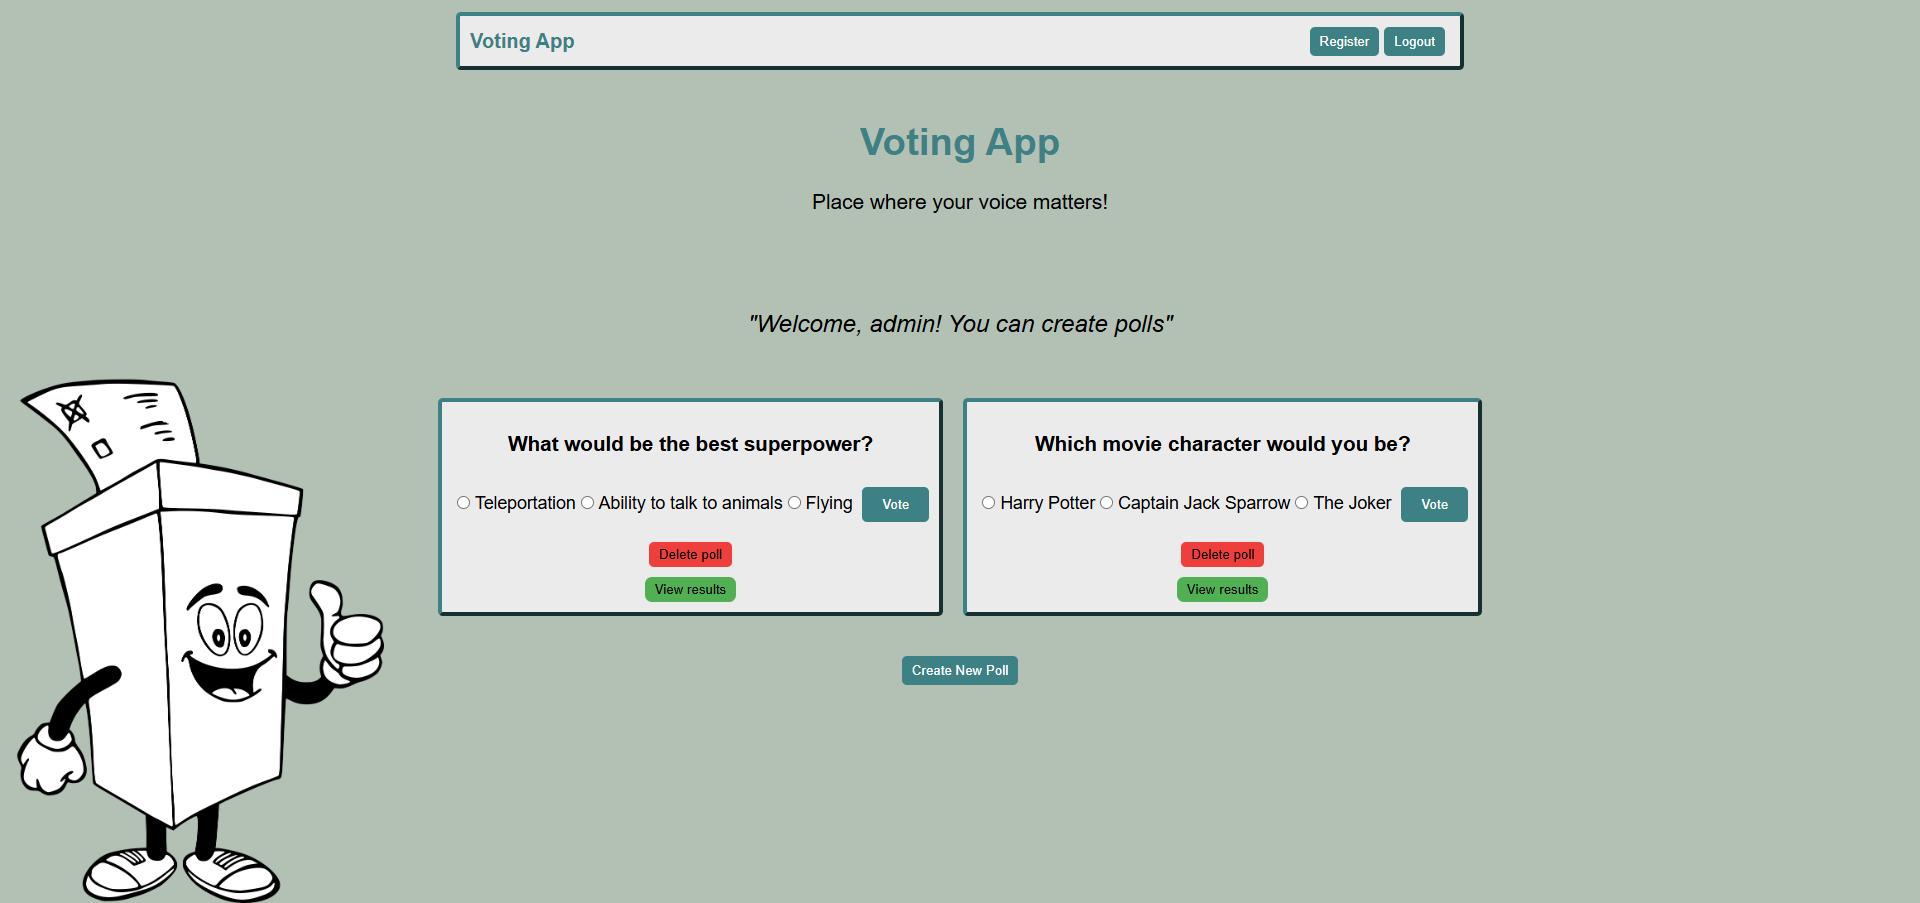 Voting App Register Logout
Voting App
Place where your voice matters!
"Welcome, admin! You can create polls"
What would be the best superpower?
Teleportation Ability to talk to animals Flying Vote
Delete poll
View results
Which movie character would you be?
Harry Potter Captain Jack Sparrow The Joker Vote
Delete poll
View results
Create New Poll